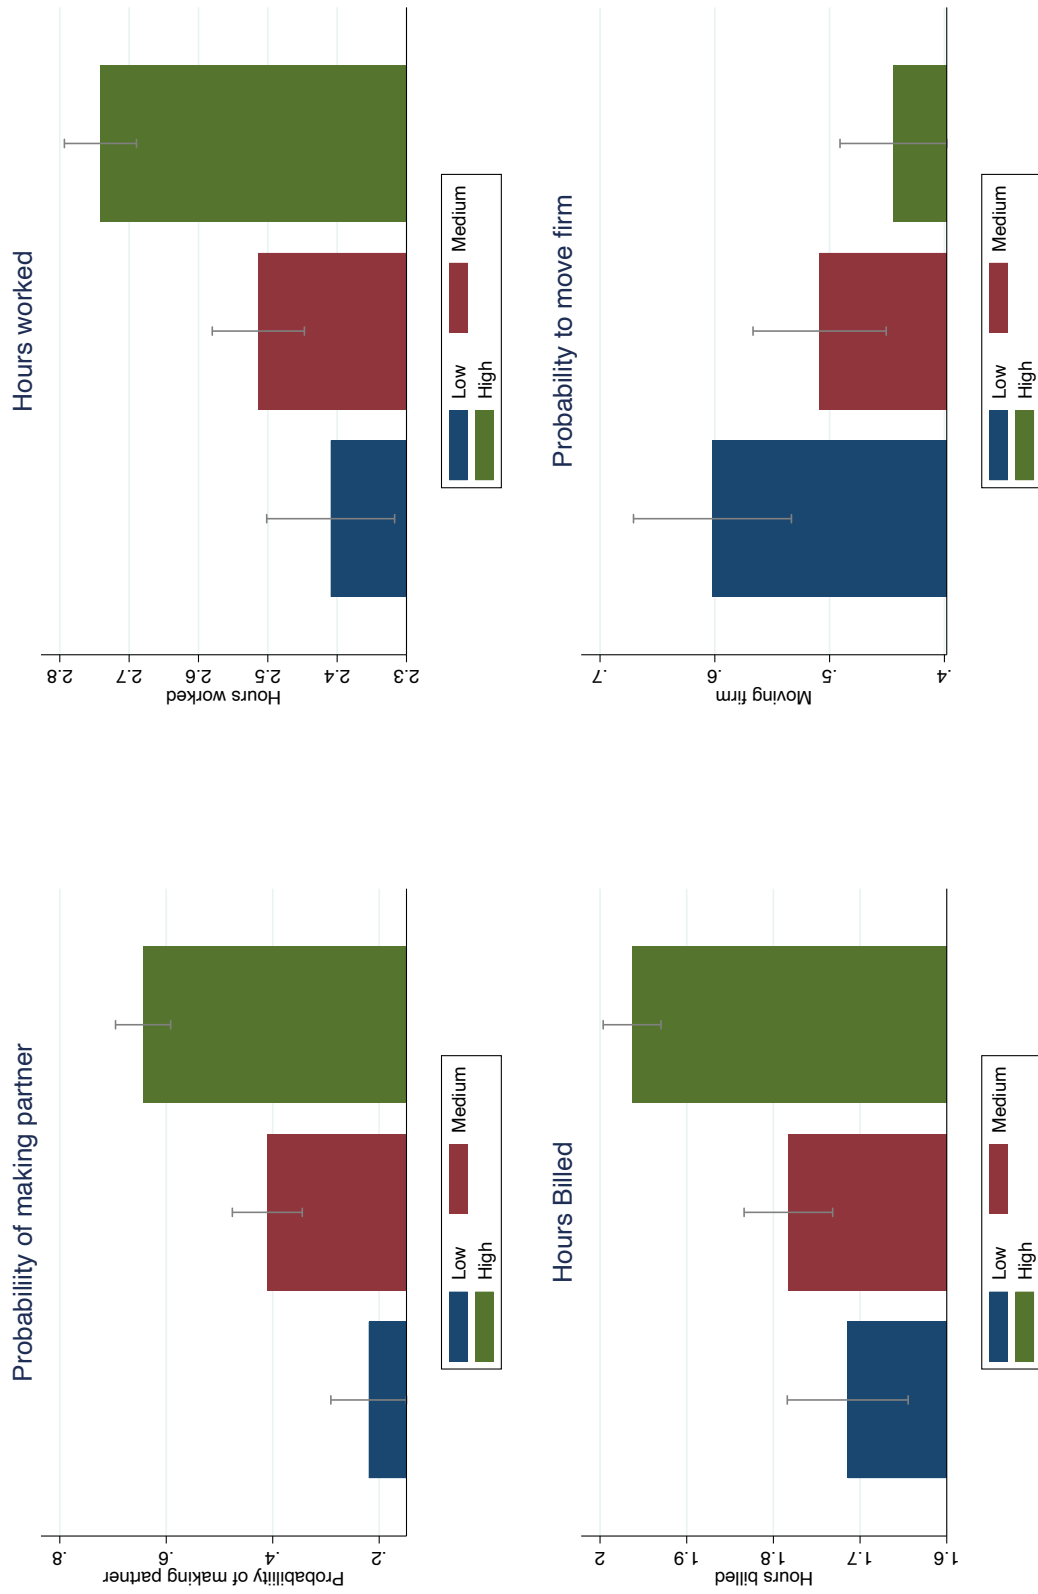 Probabiliity of making partner
Probability of making partner
.2
.4
.6
.8
Low
Medium
High
Hours worked
Hours worked
2.3
2.4
2.5
2.6
2.7
2.8
Low
Medium
High
Hours Billed
Hours billed
1.6
1.7
1.8
1.9
2
Low
Medium
High
Probability to move firm
Moving firm
.4
.5
.6
.7
Low
Medium
High